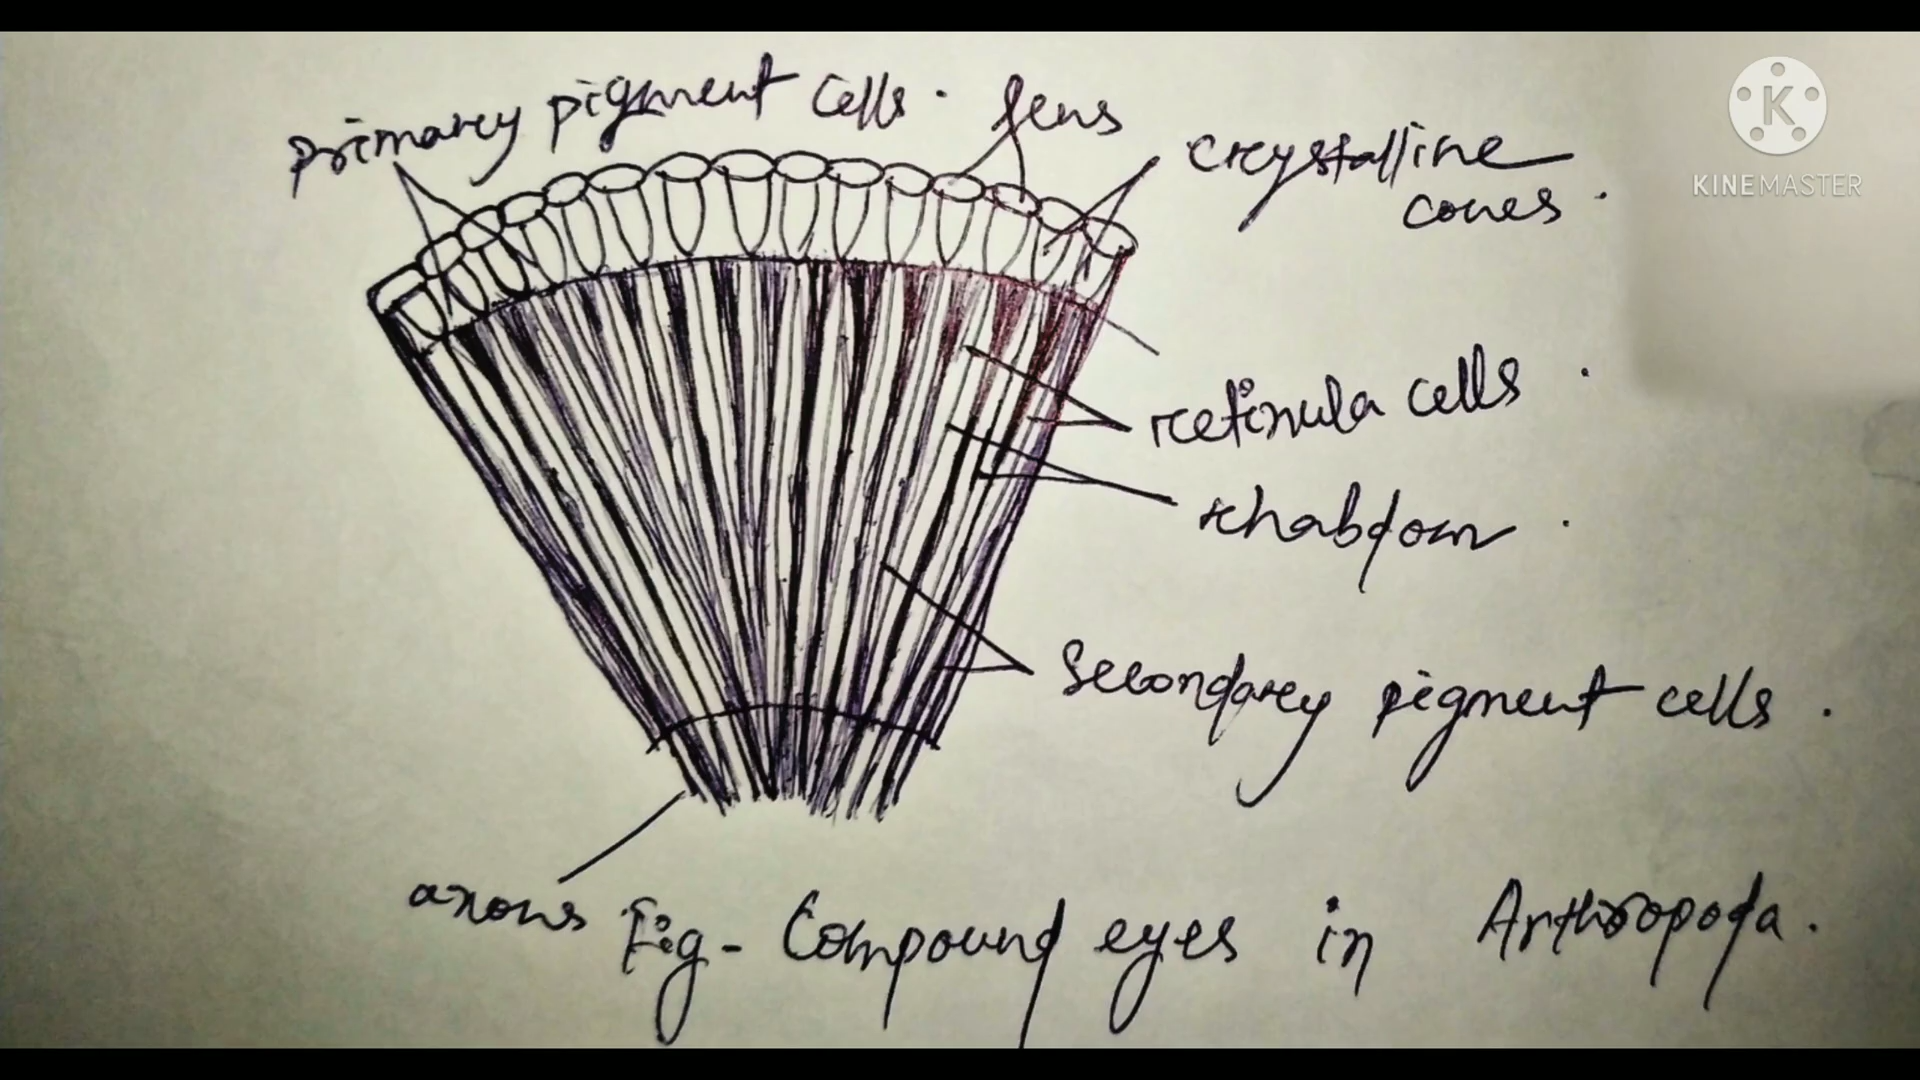 primary pigment cells.
lens
crystalline
cones.
K
KINEMASTER
retinula cells.
rhabdom.
Secondary pigment cells.
axons
Fig- Compound eyes in Arthropoda.